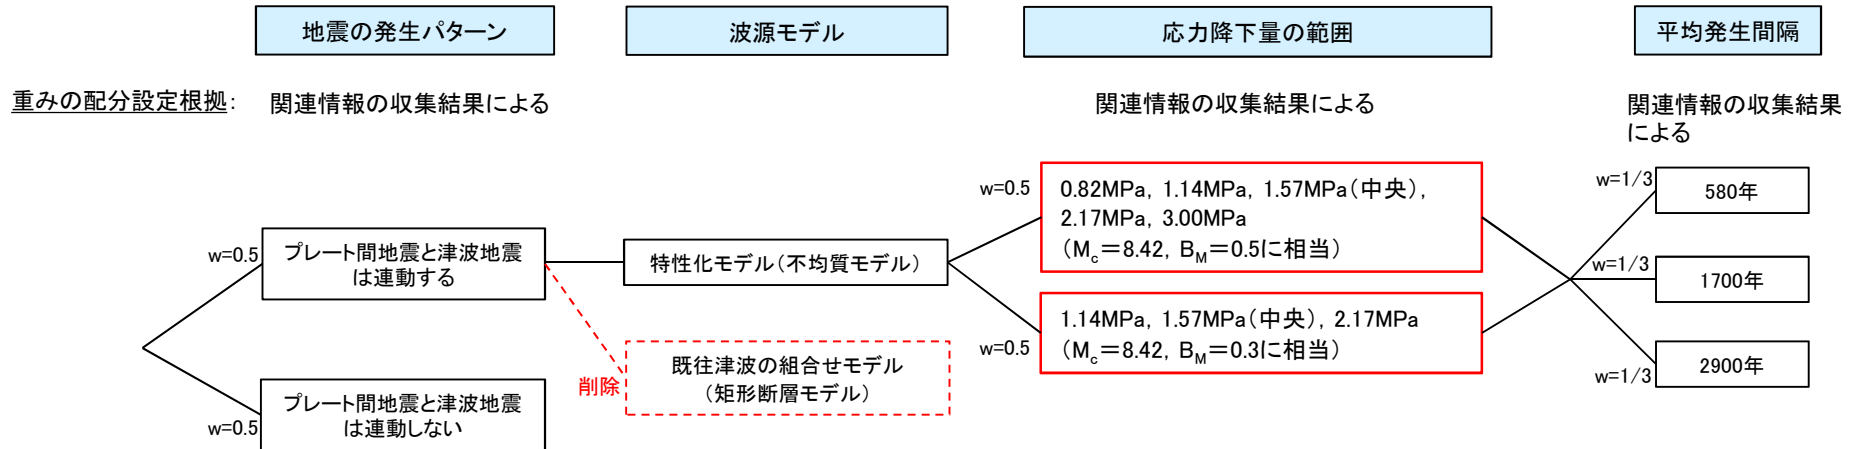 地震の発生パターン
波源モデル
応力降下量の範囲
平均発生間隔
重みの配分設定根拠:
関連情報の収集結果による
関連情報の収集結果による
関連情報の収集結果
による
w=0.5
プレート間地震と津波地震
は連動する
特性化モデル(不均質モデル)
w=0.5
0.82MPa, 1.14MPa, 1.57MPa(中央),
2.17MPa, 3.00MPa
(Mc=8.42, BM=0.5に相当)
w=1/3
580年
w=1/3
1700年
w=0.5
1.14MPa, 1.57MPa(中央), 2.17MPa
(Mc=8.42, BM=0.3に相当)
w=1/3
2900年
削除
既往津波の組合せモデル
(矩形断層モデル)
w=0.5
プレート間地震と津波地震
は連動しない